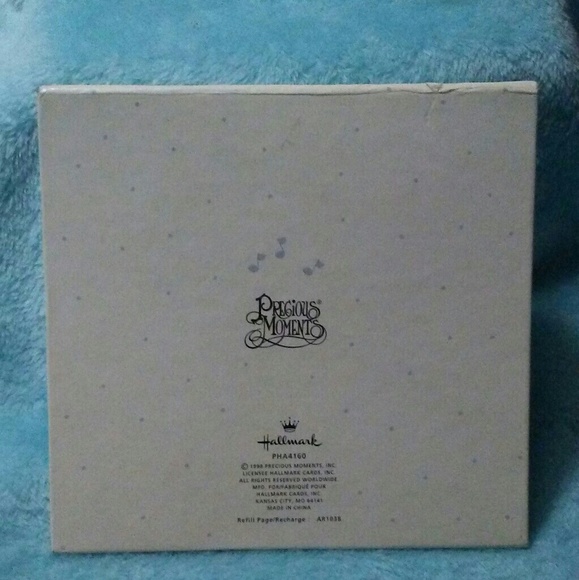 PRECIOUS®
MOMENTS
Hallmark
PHA4160
© PRECIOUS MOMENTS, INC.
LICENSEE HALLMARK CARDS, INC.
ALL RIGHTS RESERVED WORLDWIDE.
MFD. FOR/FABRIQUÉ POUR
HALLMARK CARDS, INC.
KANSAS CITY, MO 64141
MADE IN CHINA
Refill Page/Recharge